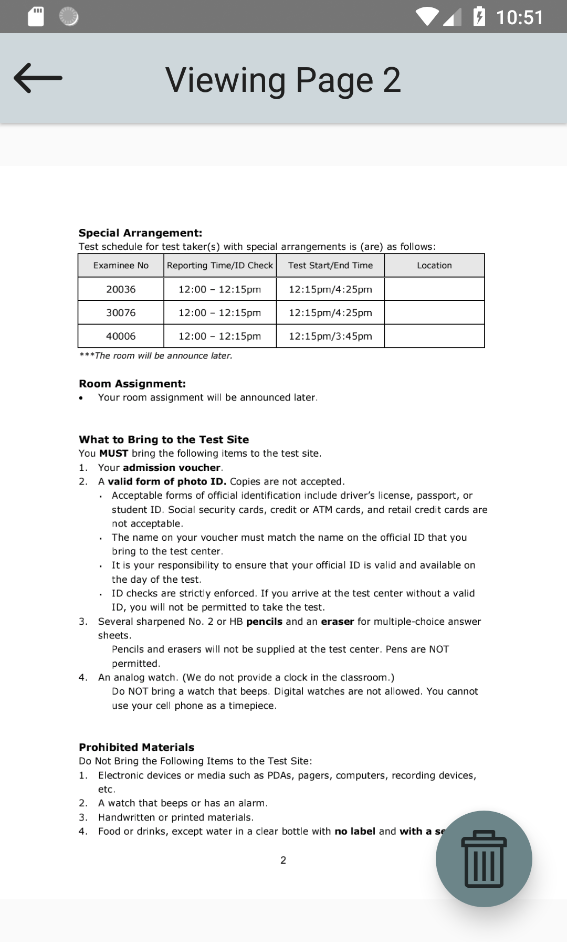 10:51
Viewing Page 2
Special Arrangement:
Test schedule for test taker(s) with special arrangements is (are) as follows:
Examinee No Reporting Time/ID Check Test Start/End Time Location
20036 12:00 – 12:15pm 12:15pm/4:25pm
30076 12:00 – 12:15pm 12:15pm/4:25pm
40006 12:00 – 12:15pm 12:15pm/3:45pm
***The room will be announce later.
Room Assignment:
• Your room assignment will be announced later.
What to Bring to the Test Site
You MUST bring the following items to the test site.
1. Your admission voucher.
2. A valid form of photo ID. Copies are not accepted.
· Acceptable forms of official identification include driver's license, passport, or
student ID. Social security cards, credit or ATM cards, and retail credit cards are
not acceptable.
· The name on your voucher must match the name on the official ID that you
bring to the test center.
· It is your responsibility to ensure that your official ID is valid and available on
the day of the test.
· ID checks are strictly enforced. If you arrive at the test center without a valid
ID, you will not be permitted to take the test.
3. Several sharpened No. 2 or HB pencils and an eraser for multiple-choice answer
sheets.
Pencils and erasers will not be supplied at the test center. Pens are NOT
permitted.
4. An analog watch. (We do not provide a clock in the classroom.)
Do NOT bring a watch that beeps. Digital watches are not allowed. You cannot
use your cell phone as a timepiece.
Prohibited Materials
Do Not Bring the Following Items to the Test Site:
1. Electronic devices or media such as PDAs, pagers, computers, recording devices,
etc.
2. A watch that beeps or has an alarm.
3. Handwritten or printed materials.
4. Food or drinks, except water in a clear bottle with no label and with a
2